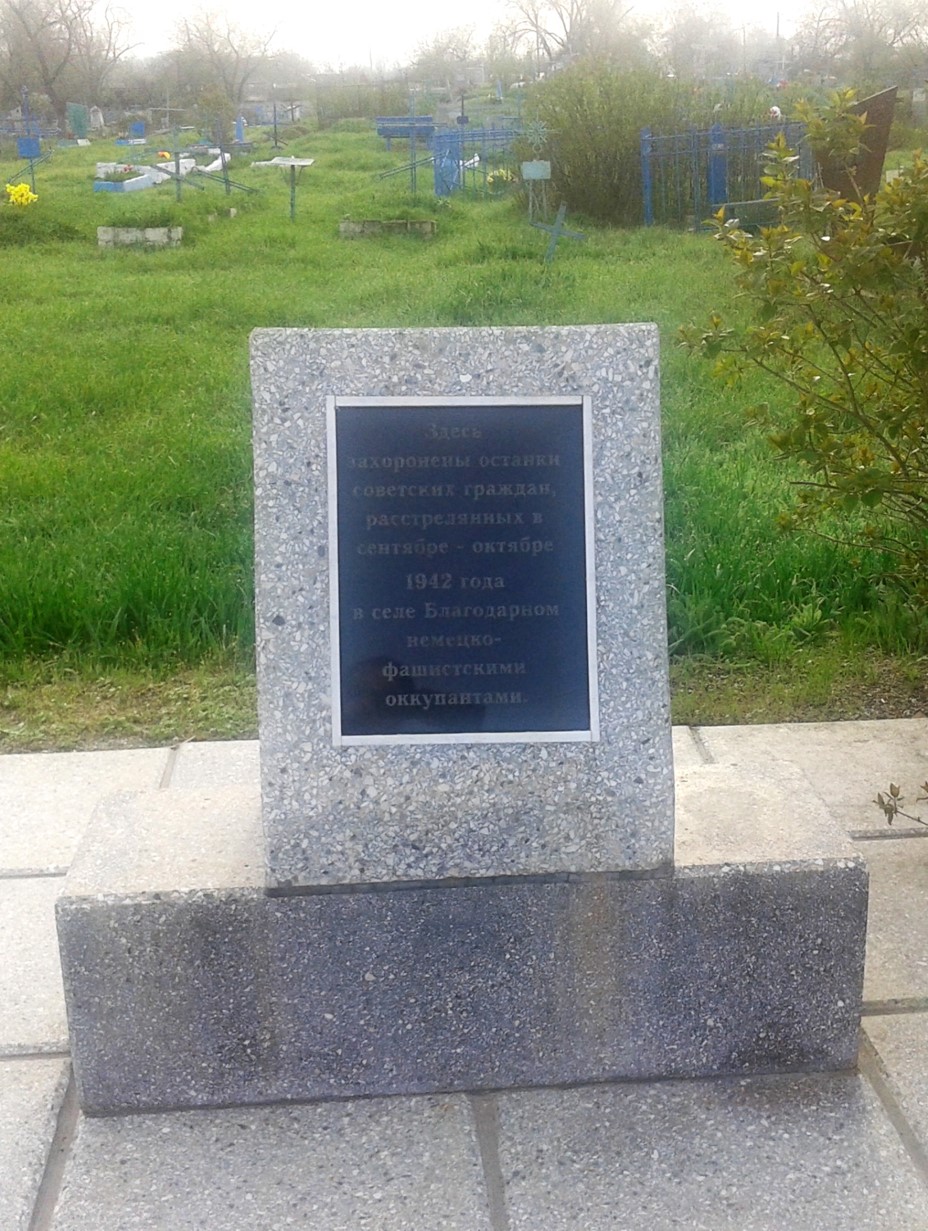 Здесь
захоронены останки
советских граждан,
расстрелянных в
сентябре - октябре
1942 года
в селе Благодарном
немецко-
фашистскими
оккупантами.